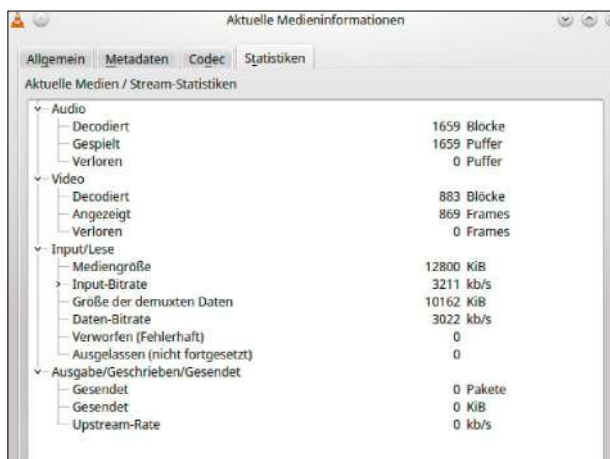 Aktuelle Medieninformationen
Allgemein Metadaten Codec Statistiken
Aktuelle Medien / Stream-Statistiken
Audio
Decodiert 1659 Blöcke
Gespielt 1659 Puffer
Verloren 0 Puffer
Video
Decodiert 883 Blöcke
Angezeigt 869 Frames
Verloren 0 Frames
Input/Lese
Mediengröße 12800 KiB
Input-Bitrate 3211 kb/s
Größe der demuxten Daten 10162 KiB
Daten-Bitrate 3022 kb/s
Verworfen (Fehlerhaft) 0
Ausgelassen (nicht fortgesetzt) 0
Ausgabe/Geschrieben/Gesendet
Gesendet 0 Pakete
Gesendet 0 KiB
Upstream-Rate 0 kb/s